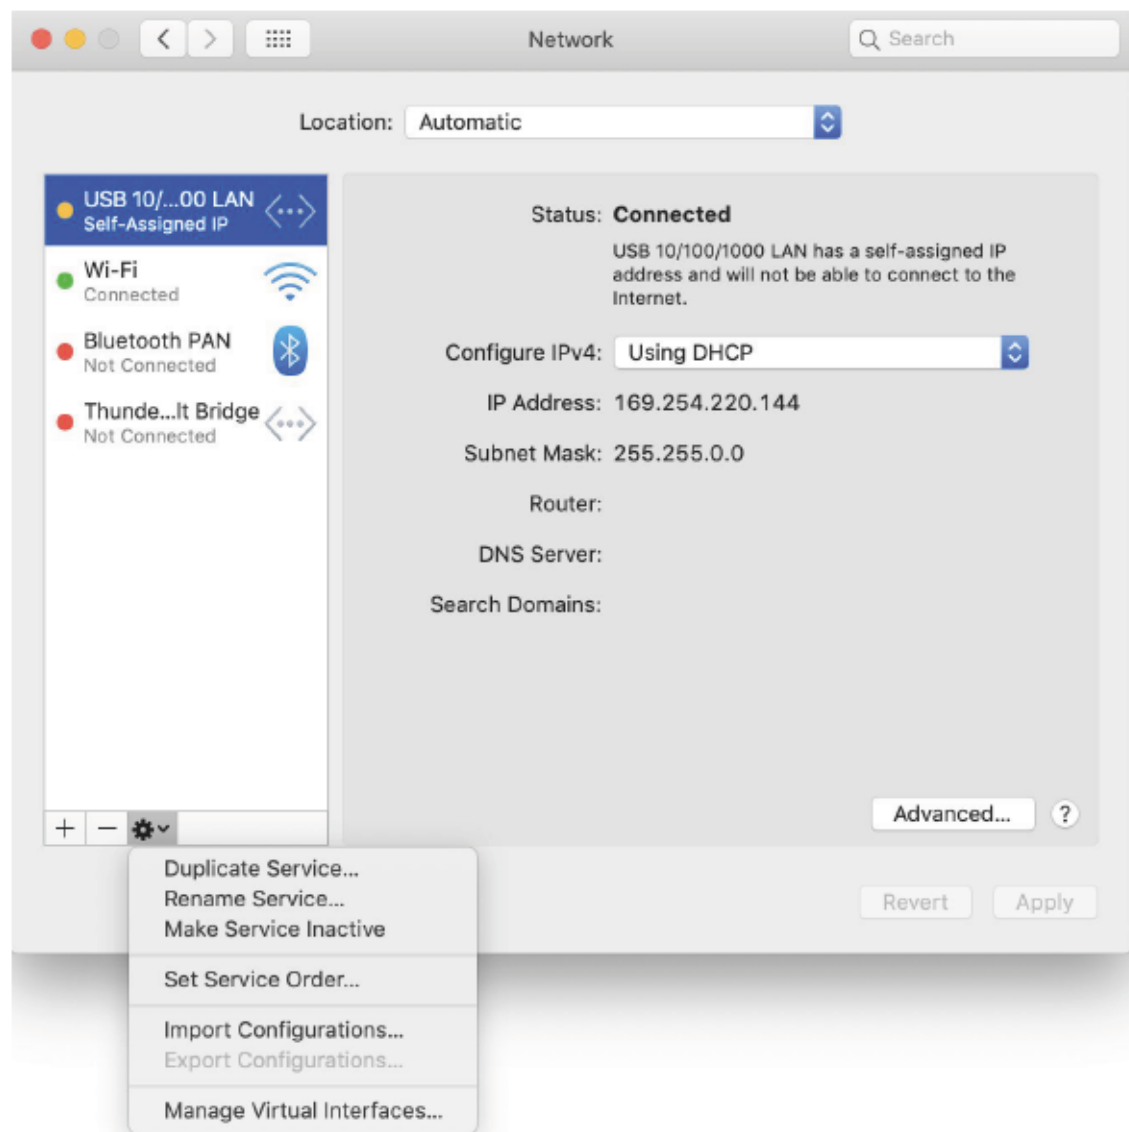 Network
Search
Location: Automatic
USB 10/...00 LAN
Self-Assigned IP
Wi-Fi
Connected
Bluetooth PAN
Not Connected
Thunde...lt Bridge
Not Connected
Status: Connected
USB 10/100/1000 LAN has a self-assigned IP
address and will not be able to connect to the
Internet.
Configure IPv4: Using DHCP
IP Address: 169.254.220.144
Subnet Mask: 255.255.0.0
Router:
DNS Server:
Search Domains:
Advanced...
?
Duplicate Service...
Rename Service...
Make Service Inactive
Set Service Order...
Import Configurations...
Export Configurations...
Manage Virtual Interfaces...
Revert
Apply